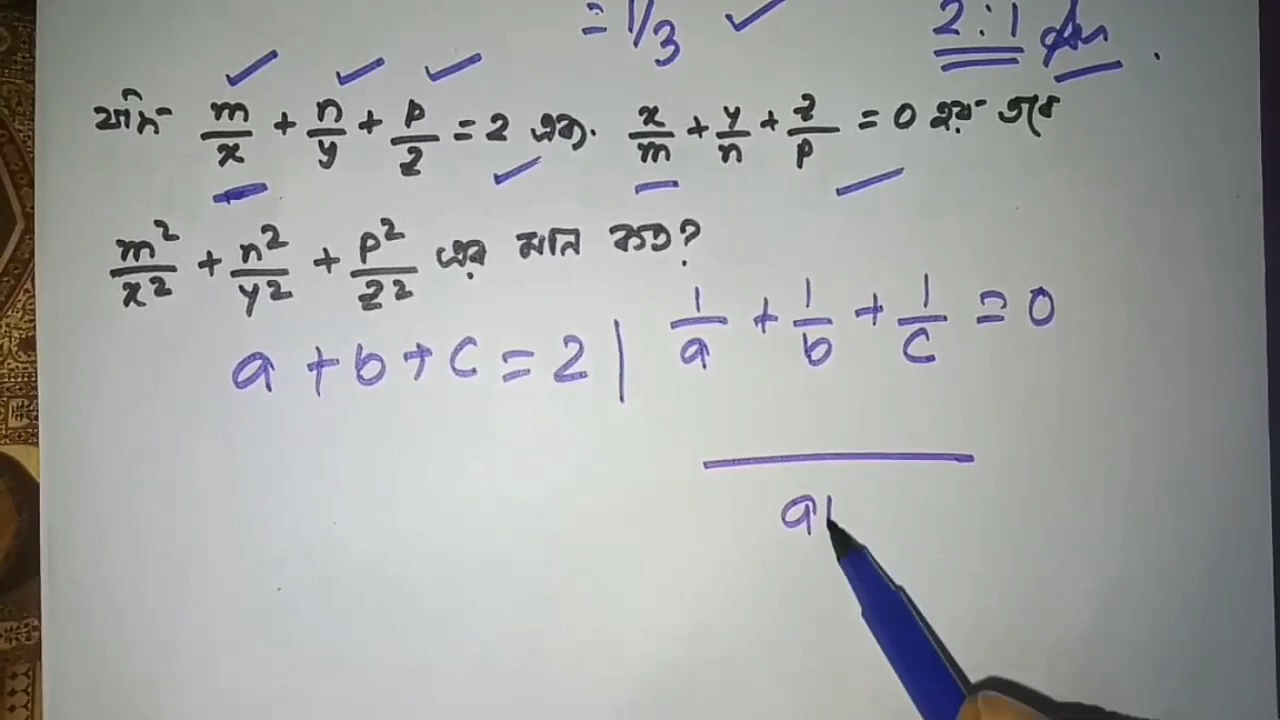 = 1/3 ✓ 2:1 Au.
যদি m/x + n/y + p/z = 2 এবং x/m + y/n + z/p = 0 হয় তবে
m²/x² + n²/y² + p²/z² এর মান কত?
a + b + c = 2 | 1/a + 1/b + 1/c = 0
a